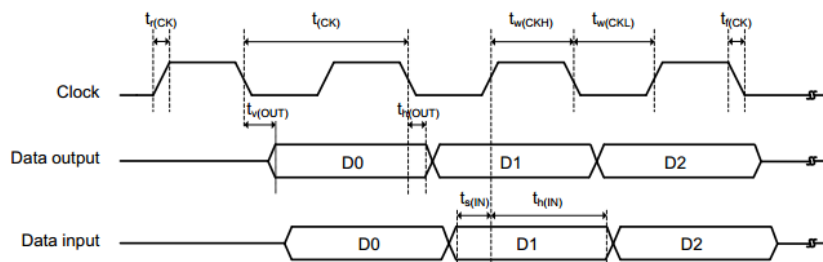 tr(CK) t(CK) tw(CKH) tw(CKL) tf(CK)
Clock
tv(OUT) th(OUT)
Data output D0 D1 D2
ts(IN) th(IN)
Data input D0 D1 D2